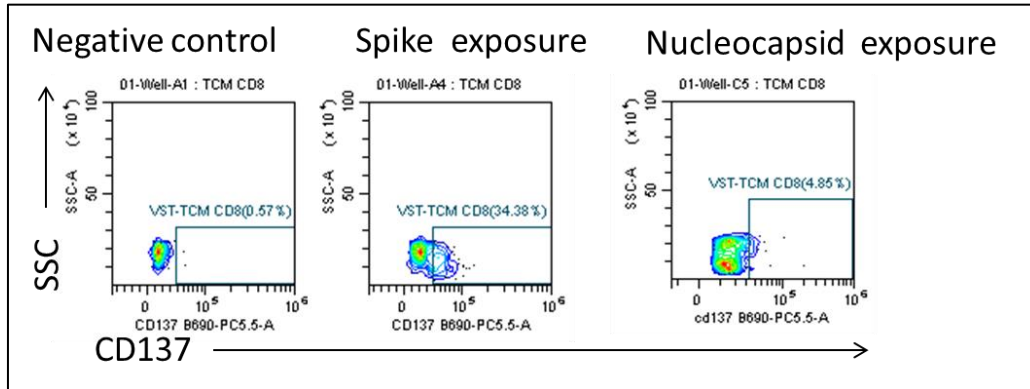 Negative control
Spike exposure
Nucleocapsid exposure
01-Well-A1 : TCM CD8
SSC-A (x 10⁴)
100
50
VST-TCM CD8(0.57%)
0
10⁵
10⁶
CD137 B690-PC5.5-A
01-Well-A4 : TCM CD8
SSC-A (x 10⁴)
100
50
VST-TCM CD8(34.38%)
0
10⁵
10⁶
CD137 B690-PC5.5-A
01-Well-C5 : TCM CD8
SSC-A (x 10⁴)
100
50
VST-TCM CD8(4.85%)
0
10⁵
10⁶
cd137 B690-PC5.5-A
SSC
CD137